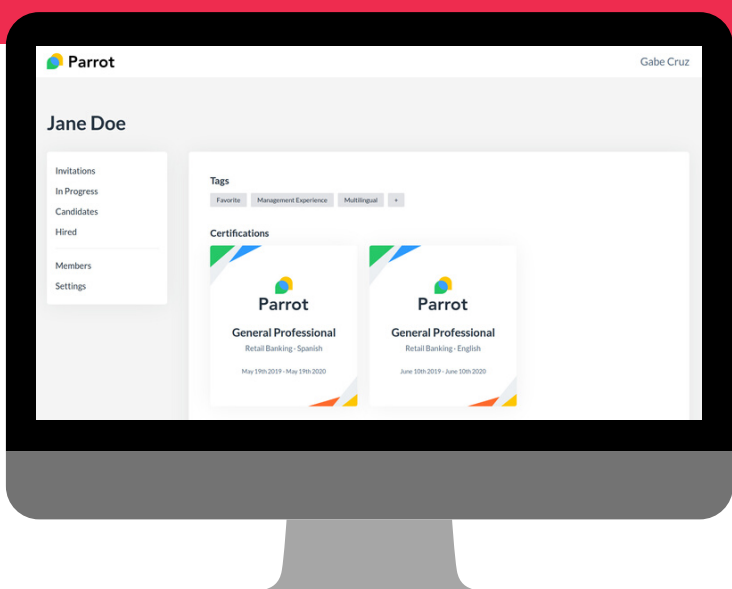 Parrot
Gabe Cruz
Jane Doe
Invitations
In Progress
Candidates
Hired
Members
Settings
Tags
Favorite Management Experience Multilingual +
Certifications
Parrot
General Professional
Retail Banking - Spanish
May 19th 2019 - May 19th 2020
Parrot
General Professional
Retail Banking - English
June 10th 2019 - June 10th 2020